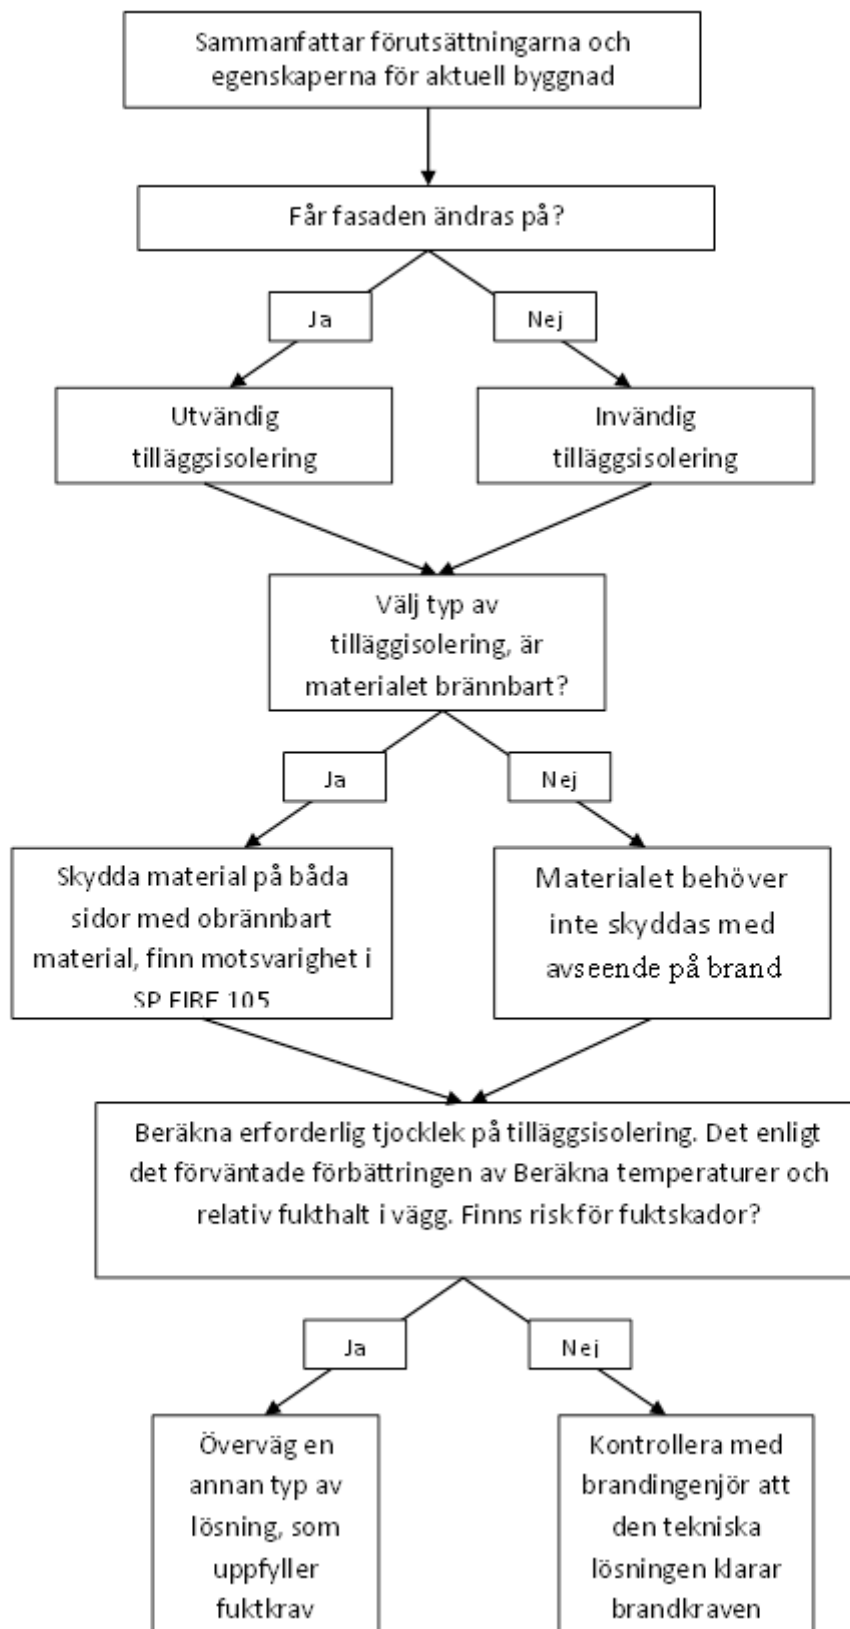 Sammanfattar förutsättningarna och
egenskaperna för aktuell byggnad
Får fasaden ändras på?
Ja
Nej
Utvändig
tilläggsisolering
Invändig
tilläggsisolering
Välj typ av
tilläggisolering, är
materialet brännbart?
Ja
Nej
Skydda material på båda
sidor med obrännbart
material, finn motsvarighet i
SP FIRE 105
Materialet behöver
inte skyddas med
avseende på brand
Beräkna erforderlig tjocklek på tilläggsisolering. Det enligt
det förväntade förbättringen av Beräkna temperaturer och
relativ fukthalt i vägg. Finns risk för fuktskador?
Ja
Nej
Överväg en
annan typ av
lösning, som
uppfyller
fuktkrav
Kontrollera med
brandingenjör att
den tekniska
lösningen klarar
brandkraven